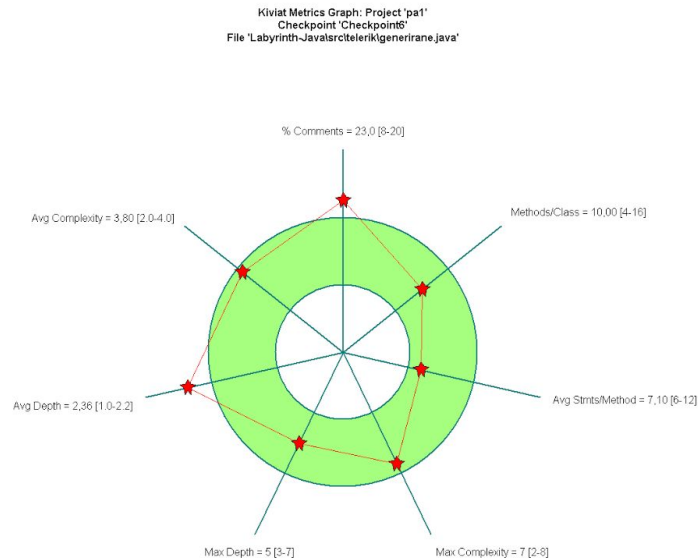 Kiviat Metrics Graph: Project 'pa1'
Checkpoint 'Checkpoint6'
File 'Labyrinth-Java\src\telerik\generirane.java'
% Comments = 23,0 [8-20]
Avg Complexity = 3,80 [2.0-4.0]
Methods/Class = 10,00 [4-16]
Avg Depth = 2,36 [1.0-2.2]
Avg Stmts/Method = 7,10 [6-12]
Max Depth = 5 [3-7]
Max Complexity = 7 [2-8]